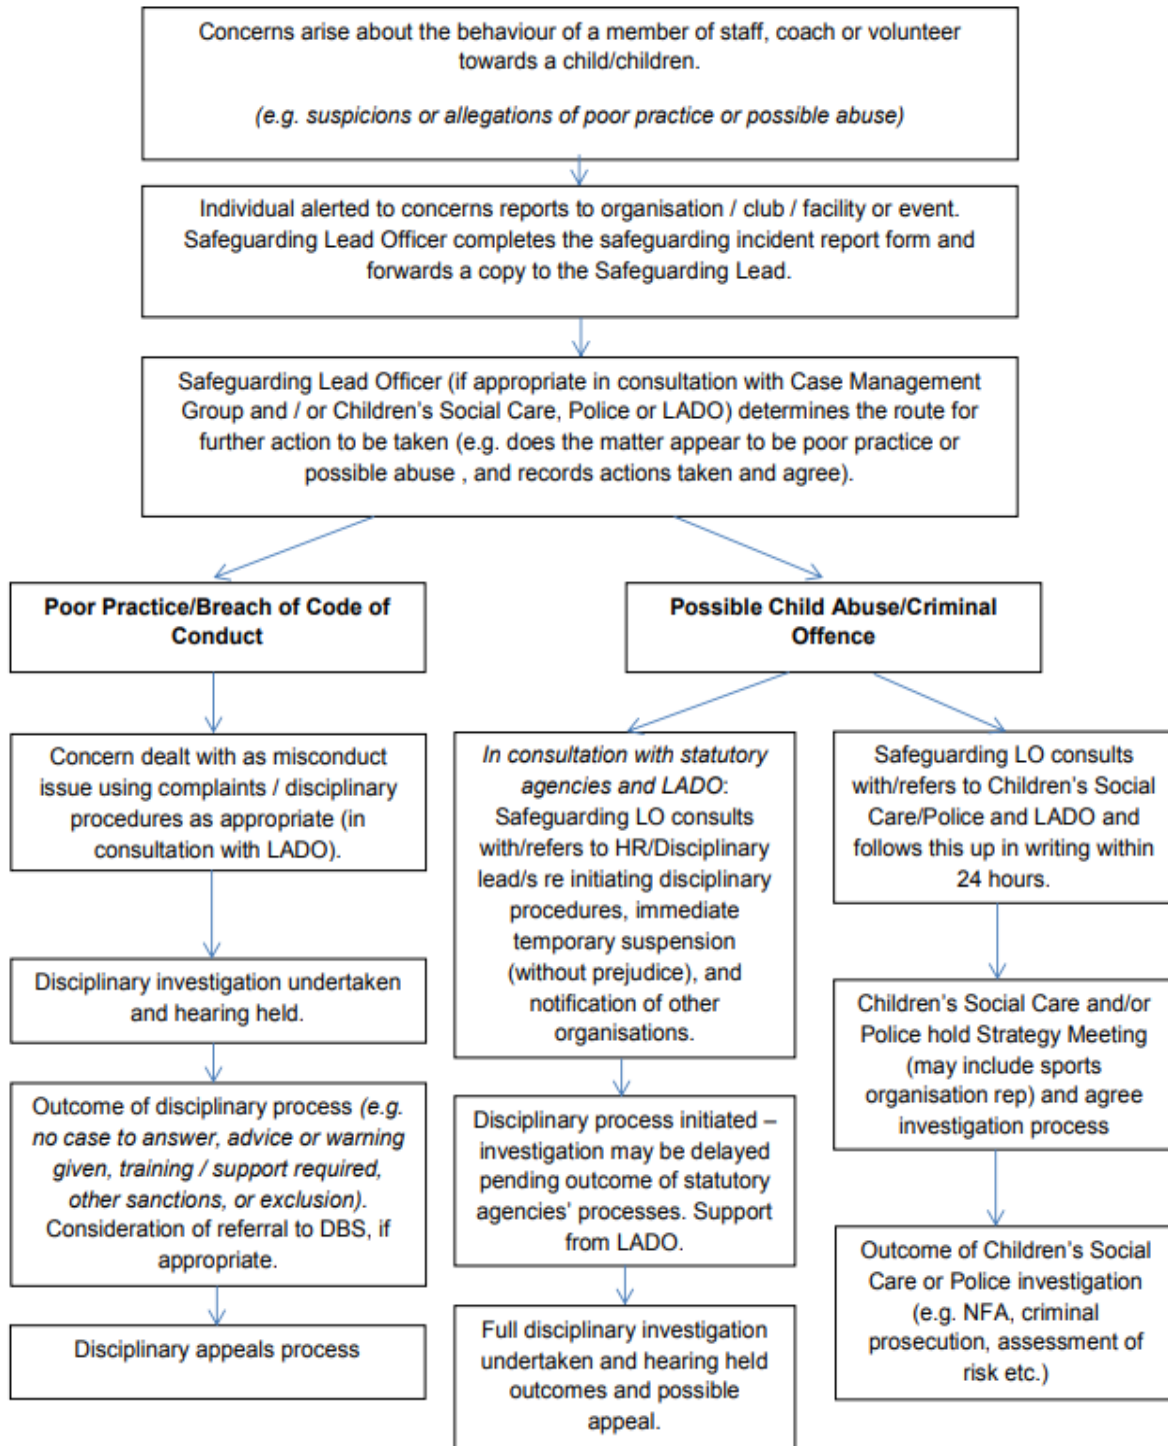 Concerns arise about the behaviour of a member of staff, coach or volunteer
towards a child/children.
(e.g. suspicions or allegations of poor practice or possible abuse)
Individual alerted to concerns reports to organisation / club / facility or event.
Safeguarding Lead Officer completes the safeguarding incident report form and
forwards a copy to the Safeguarding Lead.
Safeguarding Lead Officer (if appropriate in consultation with Case Management
Group and / or Children's Social Care, Police or LADO) determines the route for
further action to be taken (e.g. does the matter appear to be poor practice or
possible abuse , and records actions taken and agree).
Poor Practice/Breach of Code of
Conduct
Concern dealt with as misconduct
issue using complaints / disciplinary
procedures as appropriate (in
consultation with LADO).
Disciplinary investigation undertaken
and hearing held.
Outcome of disciplinary process (e.g.
no case to answer, advice or warning
given, training / support required,
other sanctions, or exclusion).
Consideration of referral to DBS, if
appropriate.
Disciplinary appeals process
Possible Child Abuse/Criminal
Offence
In consultation with statutory
agencies and LADO:
Safeguarding LO consults
with/refers to HR/Disciplinary
lead/s re initiating disciplinary
procedures, immediate
temporary suspension
(without prejudice), and
notification of other
organisations.
Disciplinary process initiated –
investigation may be delayed
pending outcome of statutory
agencies' processes. Support
from LADO.
Full disciplinary investigation
undertaken and hearing held
outcomes and possible
appeal.
Safeguarding LO consults
with/refers to Children's Social
Care/Police and LADO and
follows this up in writing within
24 hours.
Children's Social Care and/or
Police hold Strategy Meeting
(may include sports
organisation rep) and agree
investigation process
Outcome of Children's Social
Care or Police investigation
(e.g. NFA, criminal
prosecution, assessment of
risk etc.)